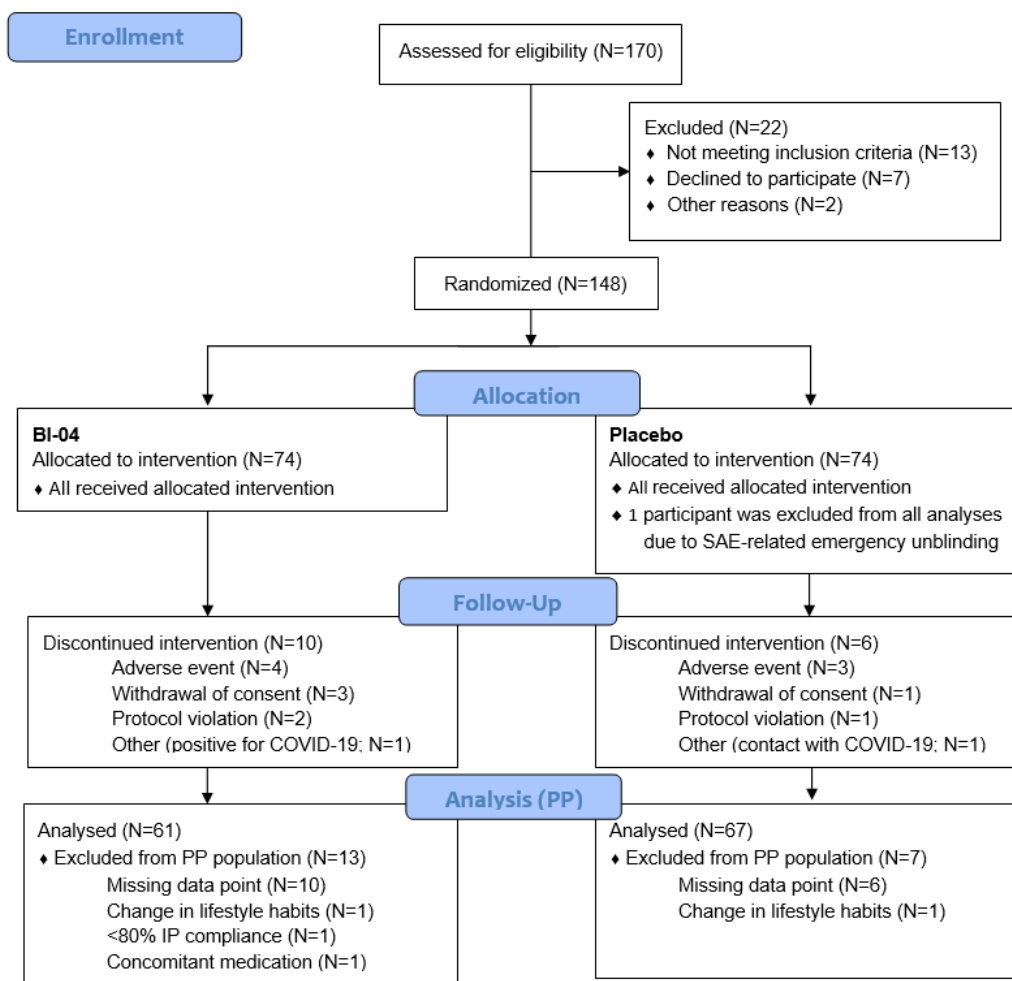 Enrollment
Assessed for eligibility (N=170)
Excluded (N=22)
♦ Not meeting inclusion criteria (N=13)
♦ Declined to participate (N=7)
♦ Other reasons (N=2)
Randomized (N=148)
Allocation
BI-04
Allocated to intervention (N=74)
♦ All received allocated intervention
Placebo
Allocated to intervention (N=74)
◆ All received allocated intervention
◆ 1 participant was excluded from all analyses
due to SAE-related emergency unblinding
Follow-Up
Discontinued intervention (N=10)
Adverse event (N=4)
Withdrawal of consent (N=3)
Protocol violation (N=2)
Other (positive for COVID-19; N=1)
Discontinued intervention (N=6)
Adverse event (N=3)
Withdrawal of consent (N=1)
Protocol violation (N=1)
Other (contact with COVID-19; N=1)
Analysis (PP)
Analysed (N=61)
♦ Excluded from PP population (N=13)
Missing data point (N=10)
Change in lifestyle habits (N=1)
<80% IP compliance (N=1)
Concomitant medication (N=1)
Analysed (N=67)
♦ Excluded from PP population (N=7)
Missing data point (N=6)
Change in lifestyle habits (N=1)